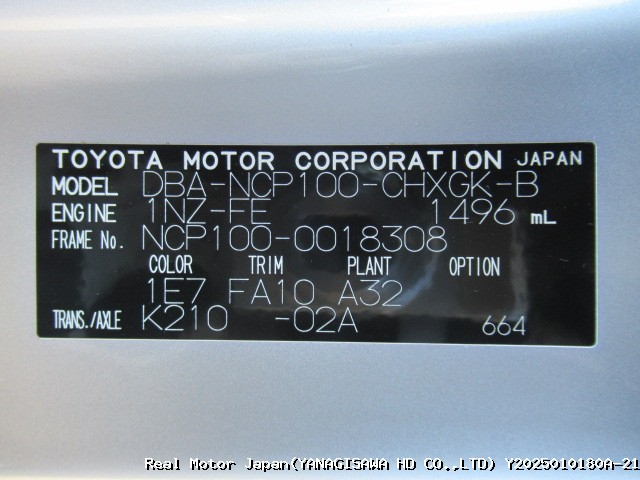 TOYOTA MOTOR CORPORATION JAPAN
MODEL DBA-NCP100-CHXGK-B
ENGINE 1NZ-FE 1496 mL
FRAME No. NCP100-0018308
COLOR TRIM PLANT OPTION
1E7 FA10 A32
TRANS./AXLE K210 -02A 664
Real Motor Japan(YANAGISAWA HD CO.,LTD) Y2025010180A-21